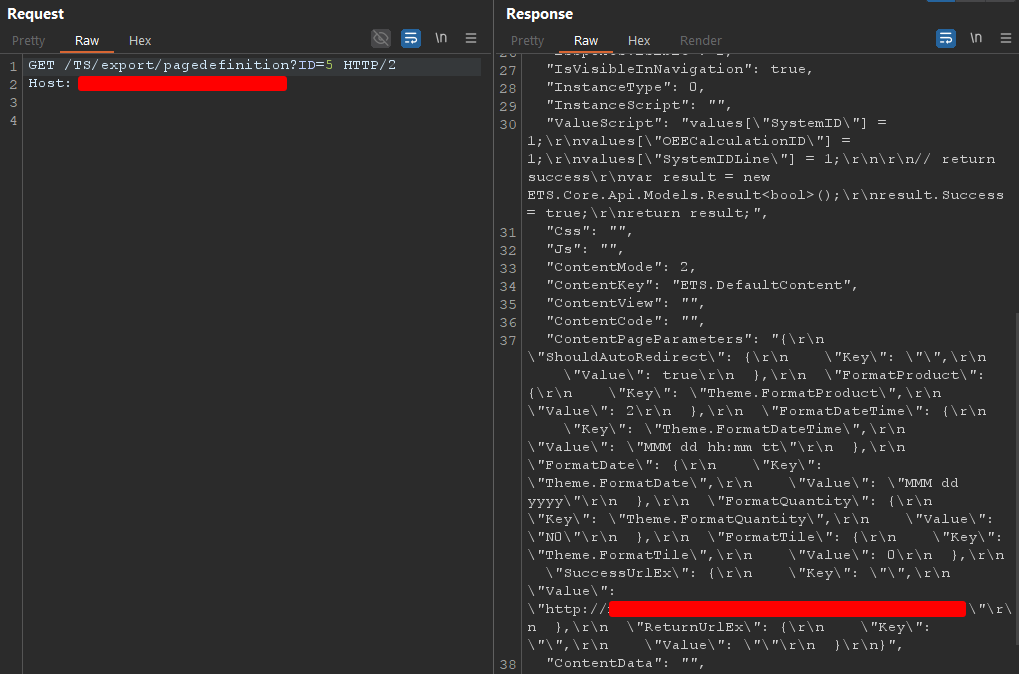 Request
Response
Pretty Raw Hex \n
Pretty Raw Hex Render \n
1 GET /TS/export/pagedefinition?ID=5 HTTP/2
2 Host:
3
4
27 "IsVisibleInNavigation": true,
28 "InstanceType": 0,
29 "InstanceScript": "",
30 "ValueScript": "values[\"SystemID\"] =
1;\r\nvalues[\"OEECalculationID\"] =
1;\r\nvalues[\"SystemIDLine\"] = 1;\r\n\r\n// return
success\r\nvar result = new
ETS.Core.Api.Models.Result<bool>();\r\nresult.Success
= true;\r\nreturn result;",
31 "Css": "",
32 "Js": "",
33 "ContentMode": 2,
34 "ContentKey": "ETS.DefaultContent",
35 "ContentView": "",
36 "ContentCode": "",
37 "ContentPageParameters": "{\r\n
\"ShouldAutoRedirect\": {\r\n    \"Key\": \"\",\r\n
\"Value\": true\r\n  },\r\n  \"FormatProduct\":
{\r\n    \"Key\": \"Theme.FormatProduct\",\r\n
\"Value\": 2\r\n  },\r\n  \"FormatDateTime\": {\r\n
\"Key\": \"Theme.FormatDateTime\",\r\n
\"Value\": \"MMM dd hh:mm tt\"\r\n  },\r\n
\"FormatDate\": {\r\n    \"Key\":
\"Theme.FormatDate\",\r\n    \"Value\": \"MMM dd
yyyy\"\r\n  },\r\n  \"FormatQuantity\": {\r\n
\"Key\": \"Theme.FormatQuantity\",\r\n    \"Value\":
\"N0\"\r\n  },\r\n  \"FormatTile\": {\r\n    \"Key\":
\"Theme.FormatTile\",\r\n    \"Value\": 0\r\n  },\r\n
\"SuccessUrlEx\": {\r\n    \"Key\": \"\",\r\n
\"Value\":
\"http:// \"\r\
n  },\r\n  \"ReturnUrlEx\": {\r\n    \"Key\":
\"\",\r\n    \"Value\": \"\"\r\n  }\r\n}",
38 "ContentData": "",